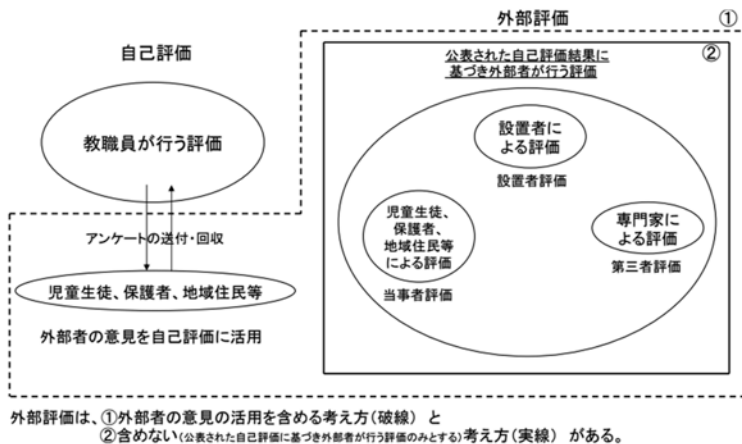 外部評価
①
自己評価
②
公表された自己評価結果に
基づき外部者が行う評価
教職員が行う評価
設置者に
よる評価
設置者評価
児童生徒、
保護者、
地域住民等
による評価
当事者評価
専門家に
よる評価
第三者評価
アンケートの送付・回収
児童生徒、保護者、地域住民等
外部者の意見を自己評価に活用
外部評価は、①外部者の意見の活用を含める考え方(破線) と
②含めない(公表された自己評価に基づき外部者が行う評価のみとする)考え方(実線) がある。